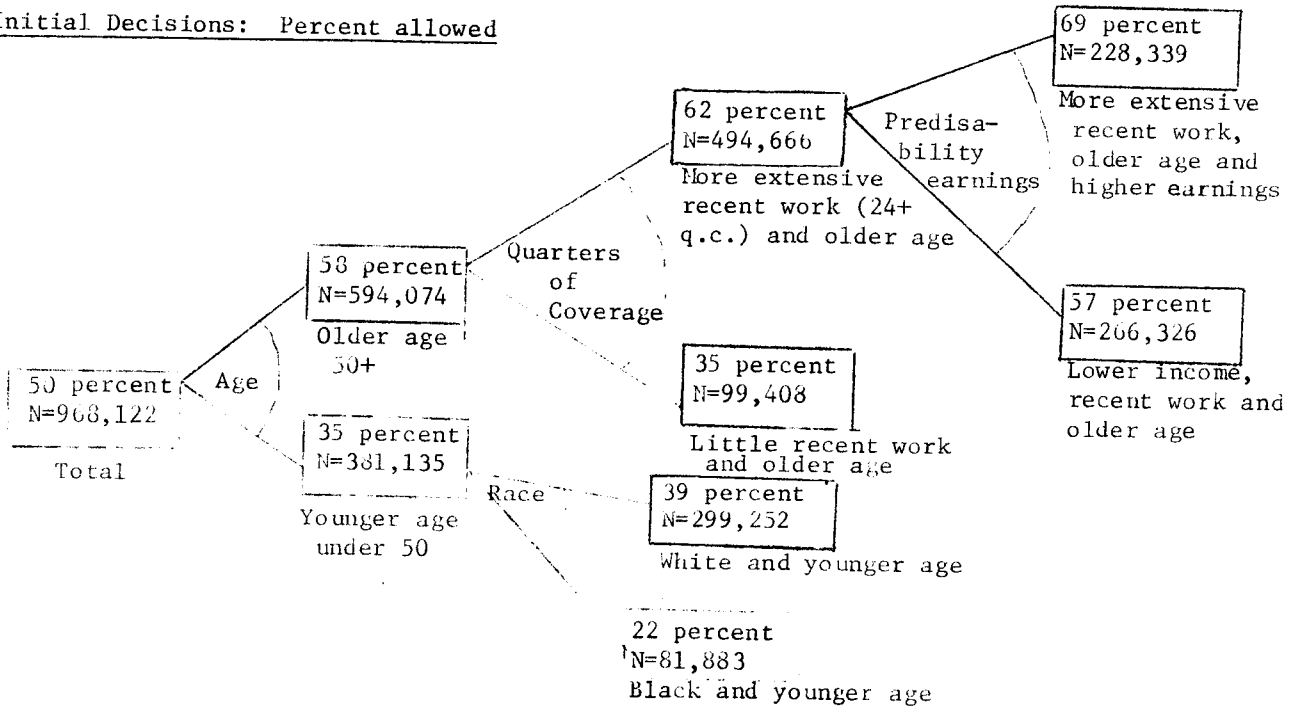 Initial Decisions: Percent allowed
69 percent
N=228,339
More extensive
recent work,
older age and
higher earnings
62 percent
N=494,666
More extensive
recent work (24+
q.c.) and older age
Predisa-
bility
earnings
58 percent
N=594,074
Older age
50+
Quarters
of
Coverage
57 percent
N=266,326
Lower income,
recent work and
older age
50 percent
N=968,122
Total
Age
35 percent
N=99,408
Little recent work
and older age
35 percent
N=381,135
Younger age
under 50
Race
39 percent
N=299,252
White and younger age
22 percent
N=81,883
Black and younger age